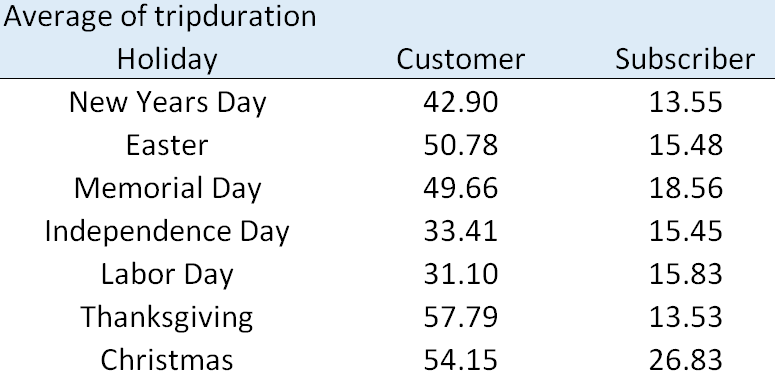 Average of tripduration
Holiday Customer Subscriber
New Years Day 42.90 13.55
Easter 50.78 15.48
Memorial Day 49.66 18.56
Independence Day 33.41 15.45
Labor Day 31.10 15.83
Thanksgiving 57.79 13.53
Christmas 54.15 26.83